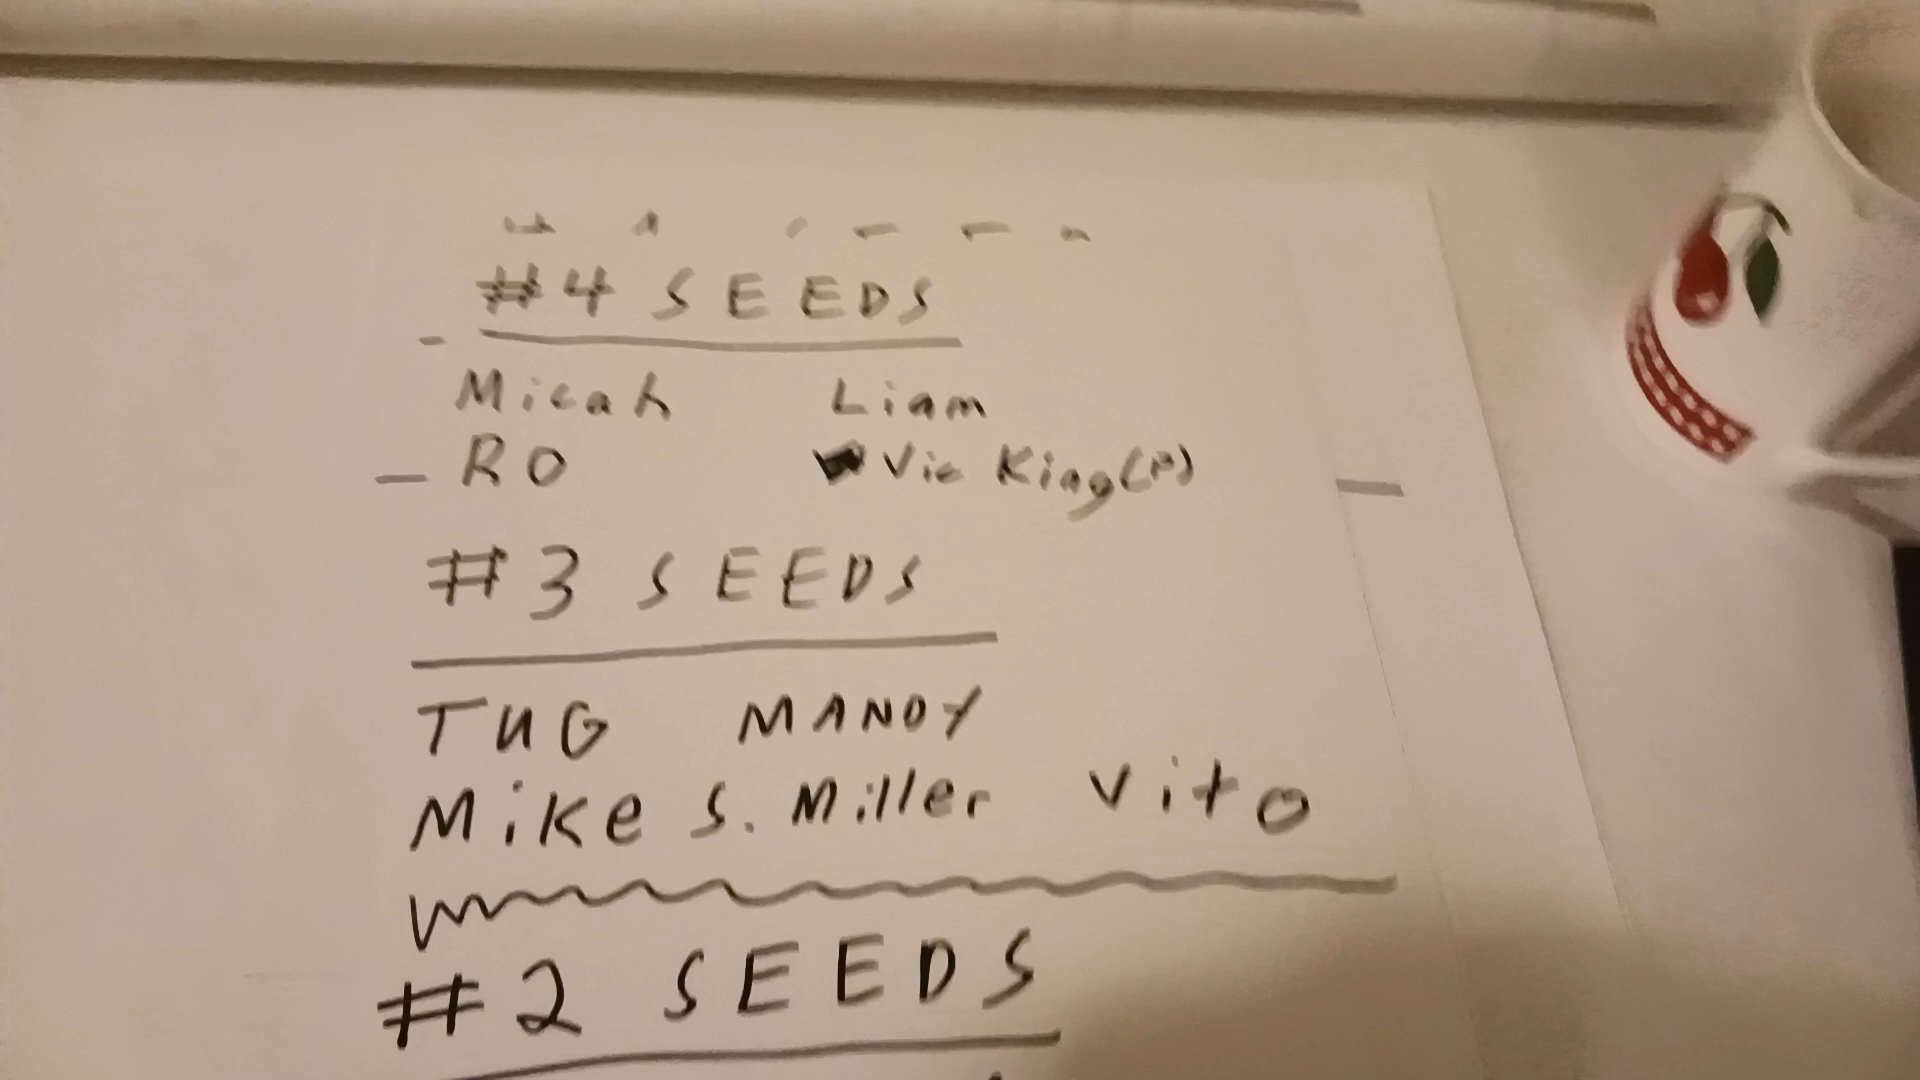 #4 SEEDS
Micah Liam
RO Vic King(P)
#3 SEEDS
TUG MANDY
Mike S. Miller Vito
#2 SEEDS